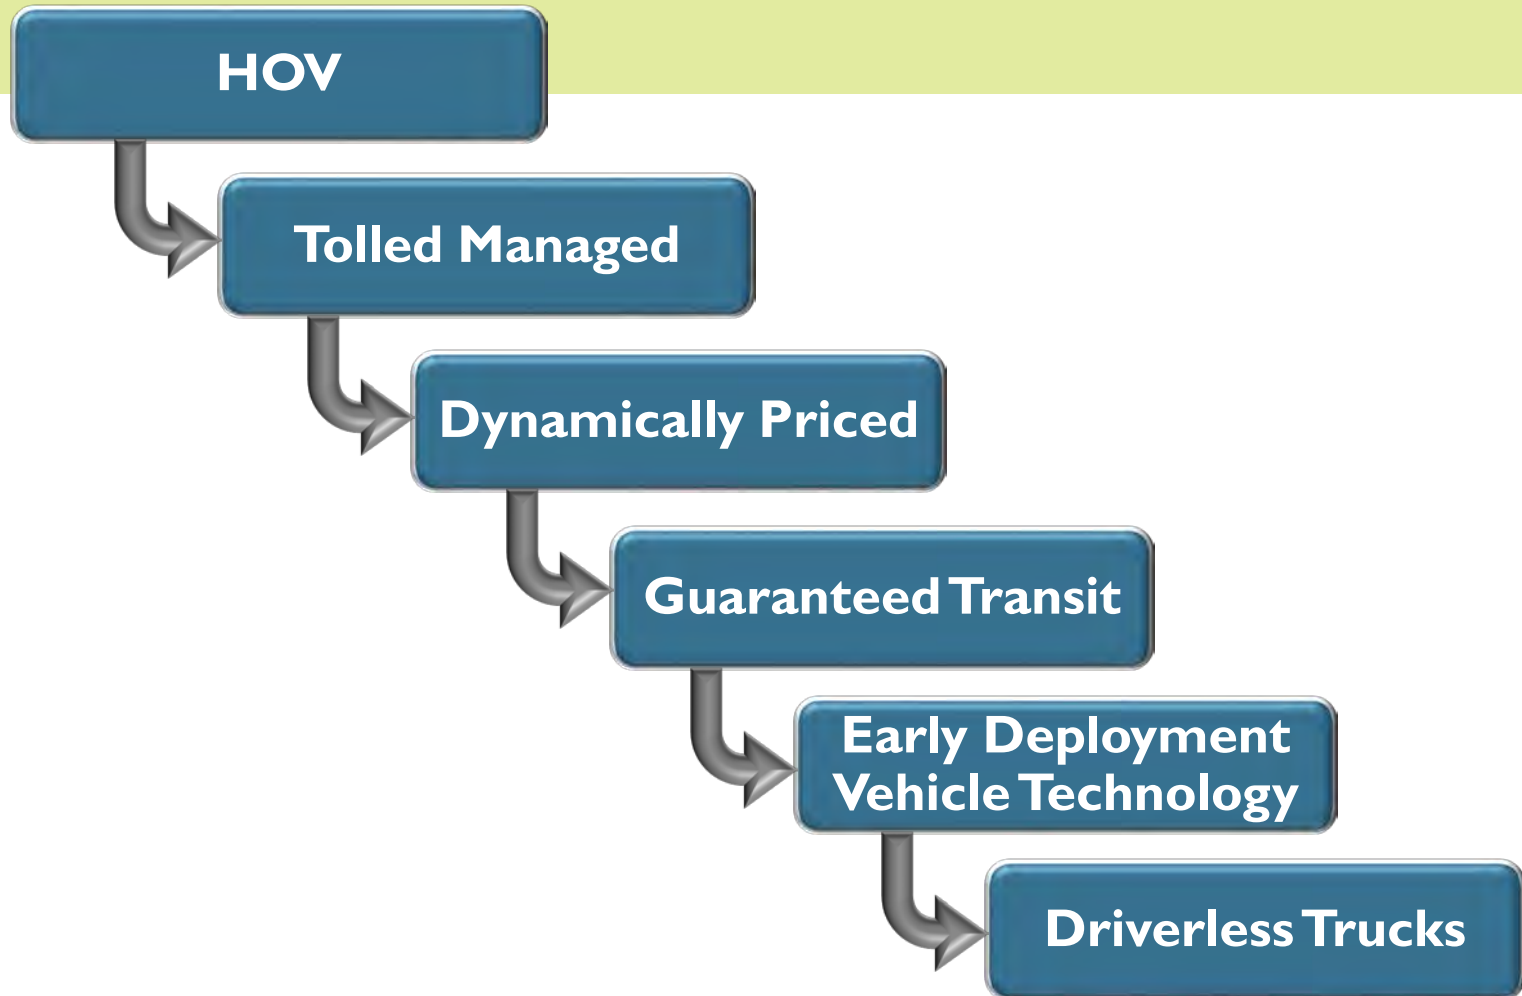 HOV
Tolled Managed
Dynamically Priced
Guaranteed Transit
Early Deployment
Vehicle Technology
Driverless Trucks